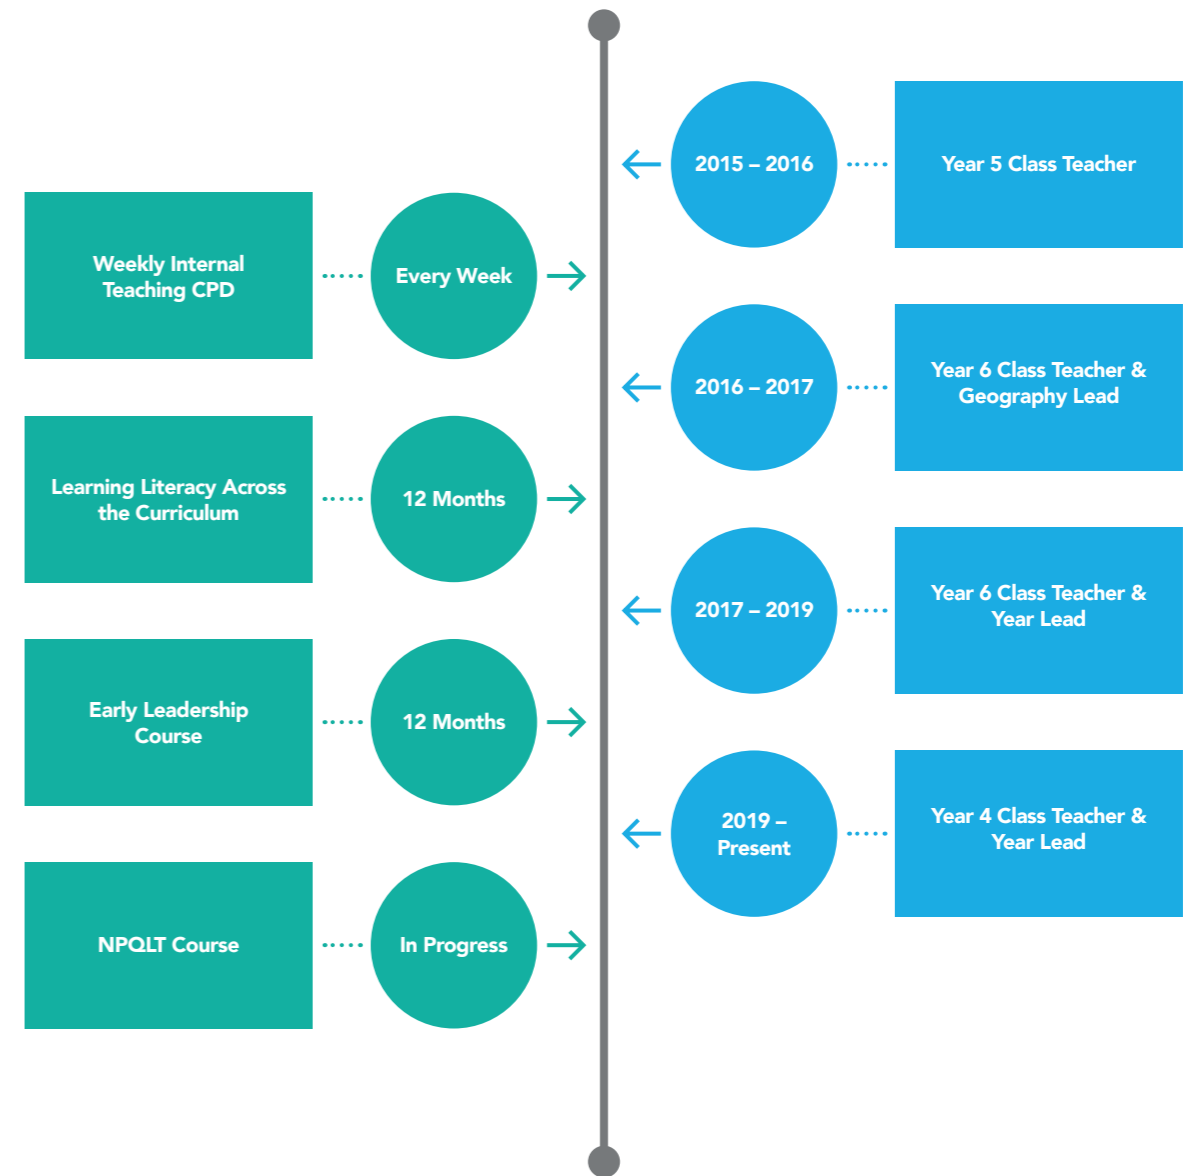 2015 – 2016
Year 5 Class Teacher
Weekly Internal
Teaching CPD
Every Week
2016 – 2017
Year 6 Class Teacher &
Geography Lead
Learning Literacy Across
the Curriculum
12 Months
2017 – 2019
Year 6 Class Teacher &
Year Lead
Early Leadership
Course
12 Months
2019 –
Present
Year 4 Class Teacher &
Year Lead
NPQLT Course
In Progress